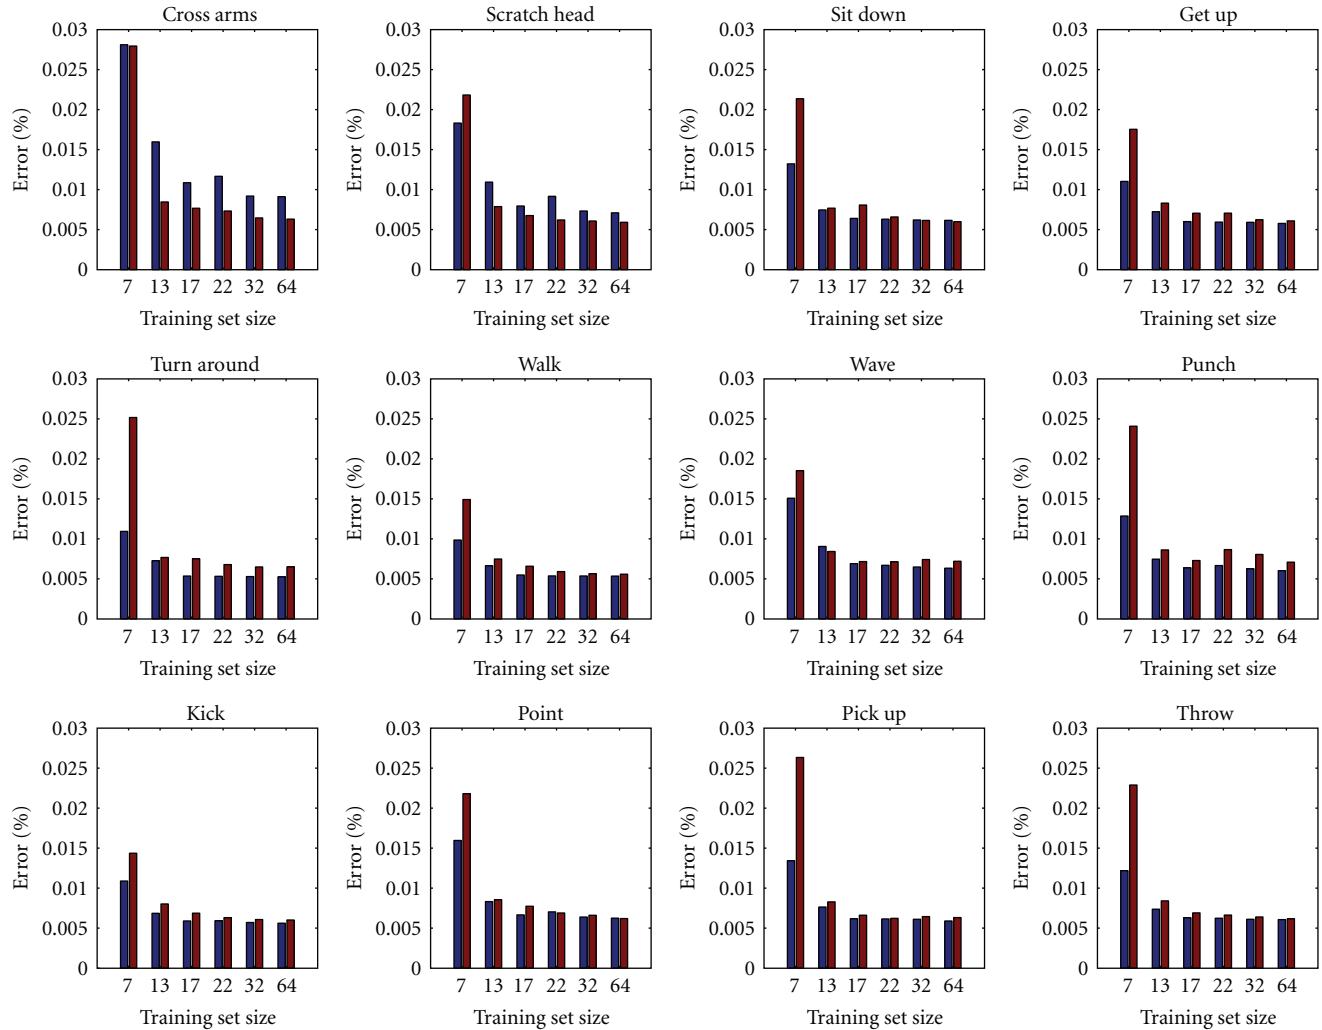 Cross arms
Error (%)
0.03
0.025
0.02
0.015
0.01
0.005
0
7 13 17 22 32 64
Training set size
Scratch head
Error (%)
0.03
0.025
0.02
0.015
0.01
0.005
0
7 13 17 22 32 64
Training set size
Sit down
Error (%)
0.03
0.025
0.02
0.015
0.01
0.005
0
7 13 17 22 32 64
Training set size
Get up
Error (%)
0.03
0.025
0.02
0.015
0.01
0.005
0
7 13 17 22 32 64
Training set size
Turn around
Error (%)
0.03
0.025
0.02
0.015
0.01
0.005
0
7 13 17 22 32 64
Training set size
Walk
Error (%)
0.03
0.025
0.02
0.015
0.01
0.005
0
7 13 17 22 32 64
Training set size
Wave
Error (%)
0.03
0.025
0.02
0.015
0.01
0.005
0
7 13 17 22 32 64
Training set size
Punch
Error (%)
0.03
0.025
0.02
0.015
0.01
0.005
0
7 13 17 22 32 64
Training set size
Kick
Error (%)
0.03
0.025
0.02
0.015
0.01
0.005
0
7 13 17 22 32 64
Training set size
Point
Error (%)
0.03
0.025
0.02
0.015
0.01
0.005
0
7 13 17 22 32 64
Training set size
Pick up
Error (%)
0.03
0.025
0.02
0.015
0.01
0.005
0
7 13 17 22 32 64
Training set size
Throw
Error (%)
0.03
0.025
0.02
0.015
0.01
0.005
0
7 13 17 22 32 64
Training set size